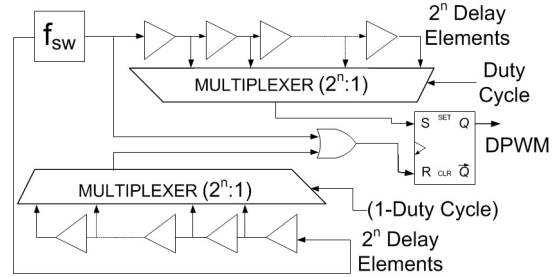 f_sw
2^n Delay
Elements
MULTIPLEXER (2^n:1)
Duty
Cycle
S SET Q
DPWM
R CLR Q̅
MULTIPLEXER (2^n:1)
(1-Duty Cycle)
2^n Delay
Elements